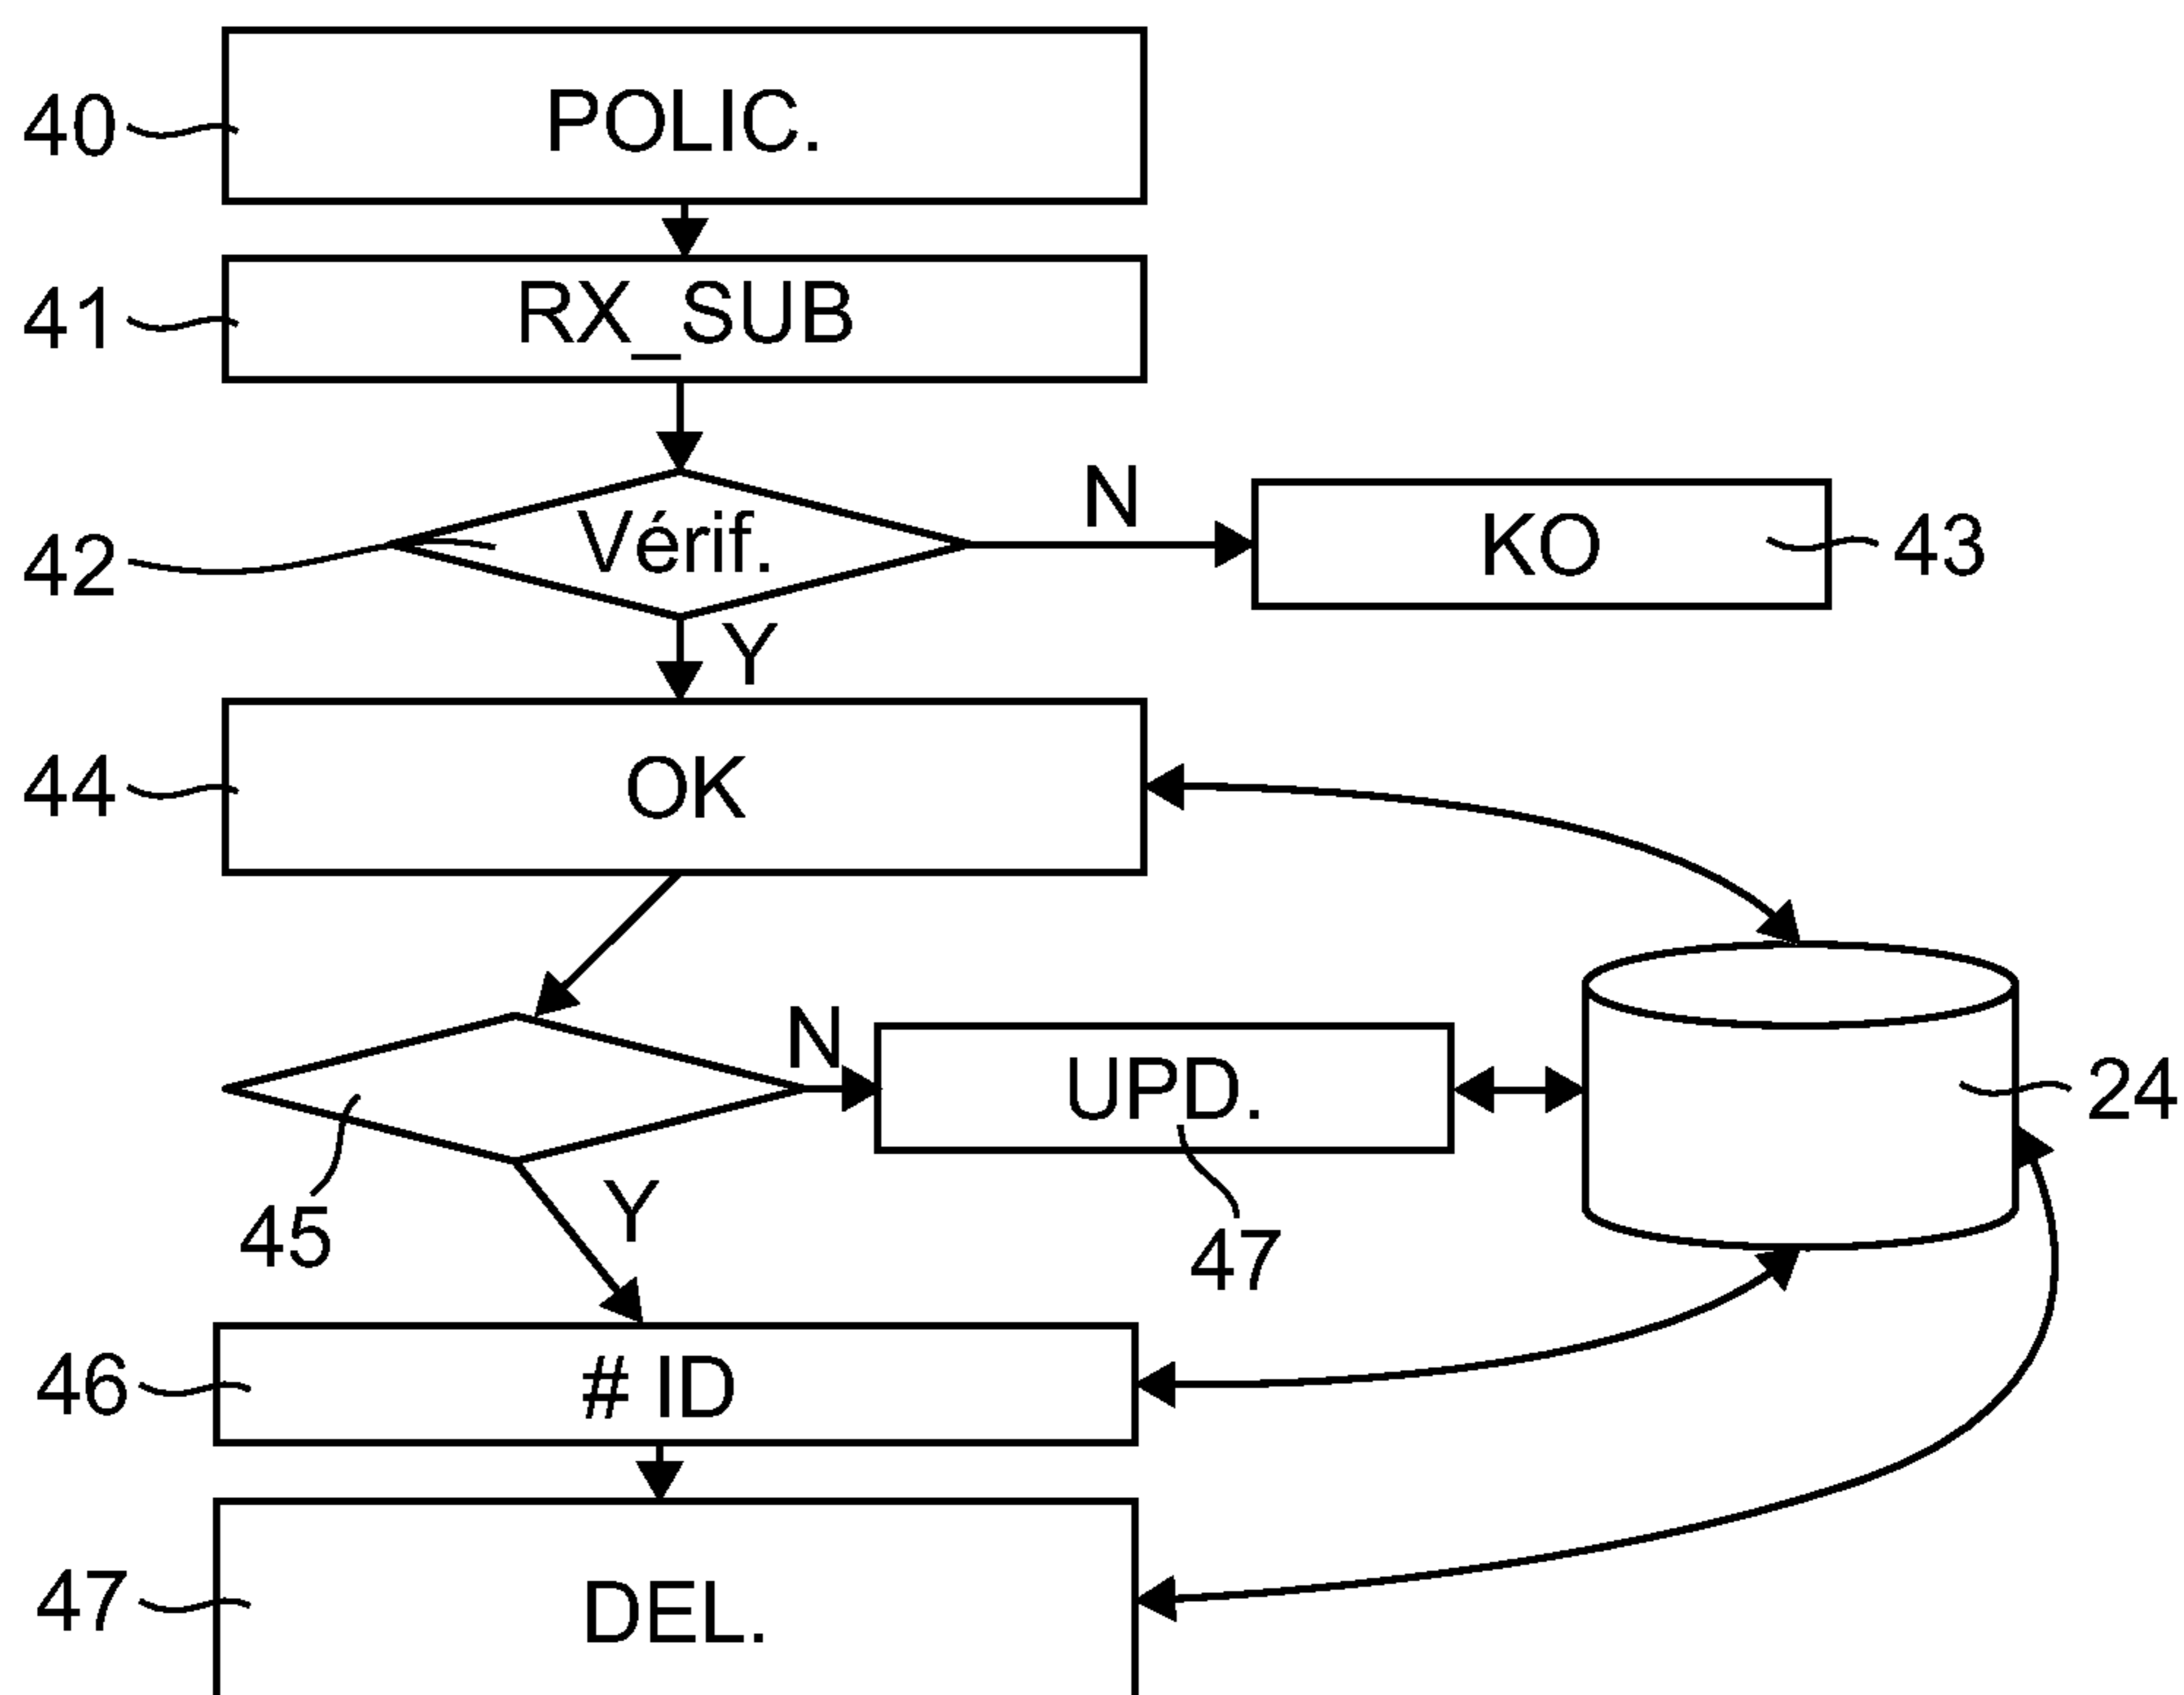 40 POLIC.
41 RX_SUB
N
42 Vérif. KO 43
Y
44 OK
N
UPD. 24
Y
45 47
46 # ID
47 DEL.